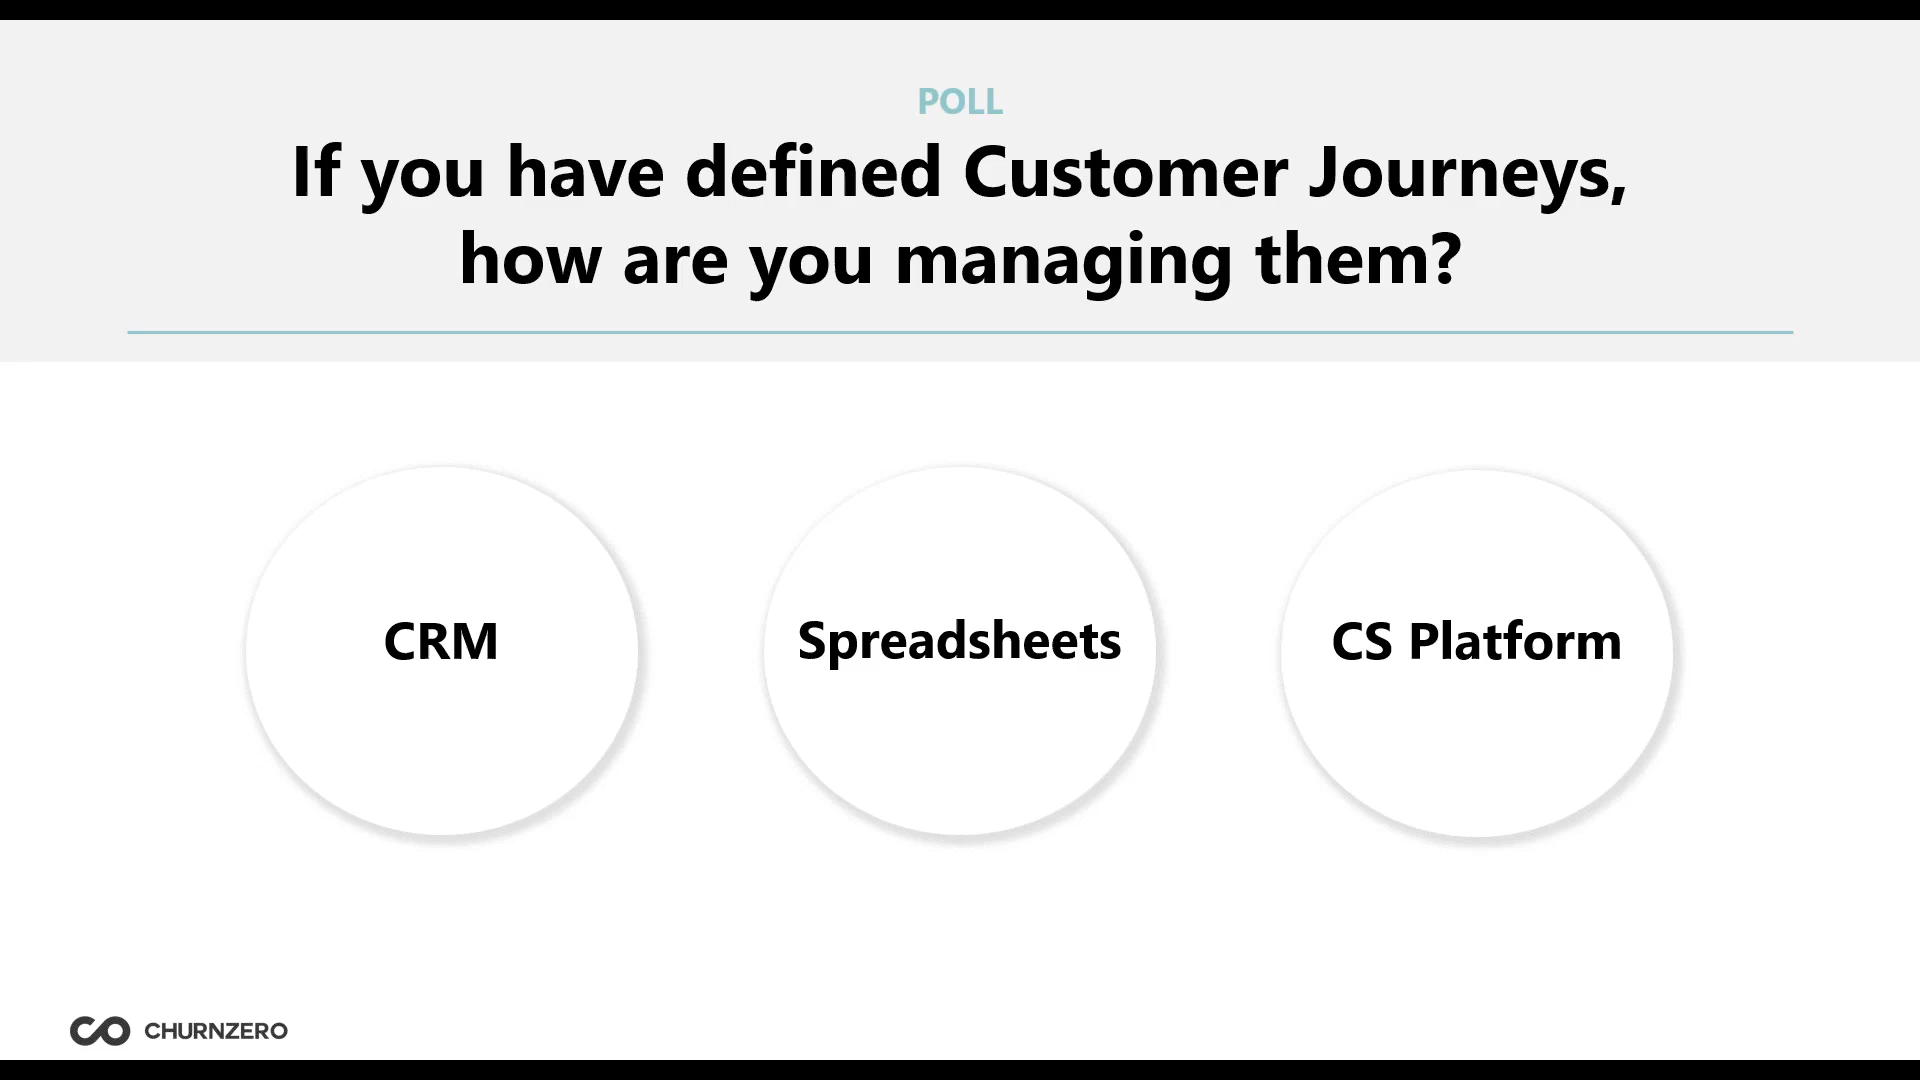 POLL
If you have defined Customer Journeys,
how are you managing them?
CRM
Spreadsheets
CS Platform
CHURNZERO